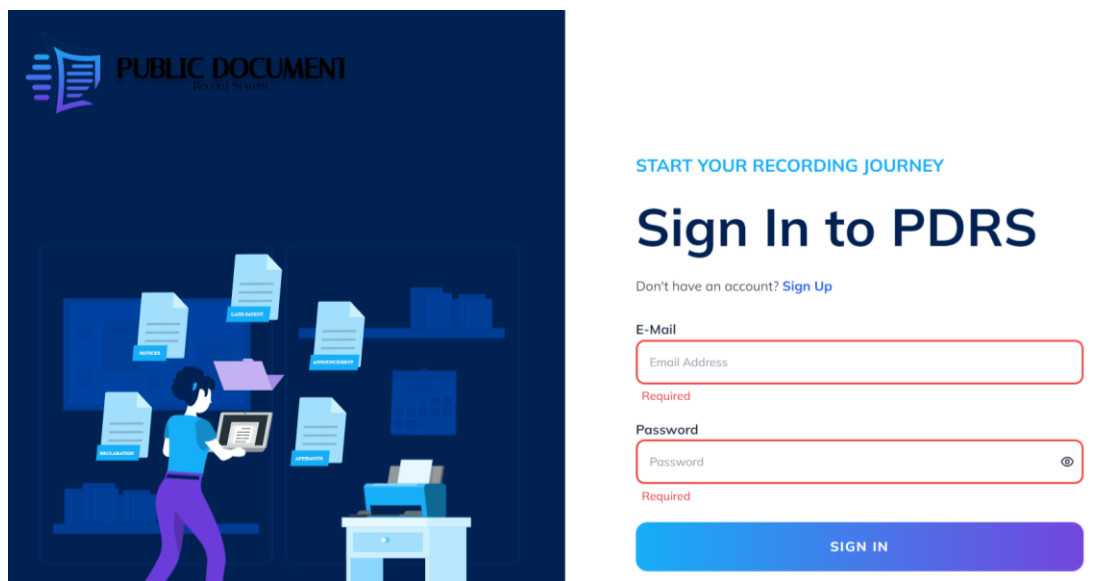 PUBLIC DOCUMENT
Record System
LAND PATENT
NOTICES
ANNOUNCEMENT
DECLARATION
AFFIDAVITS
START YOUR RECORDING JOURNEY
Sign In to PDRS
Don't have an account? Sign Up
E-Mail
Email Address
Required
Password
Password
Required
SIGN IN